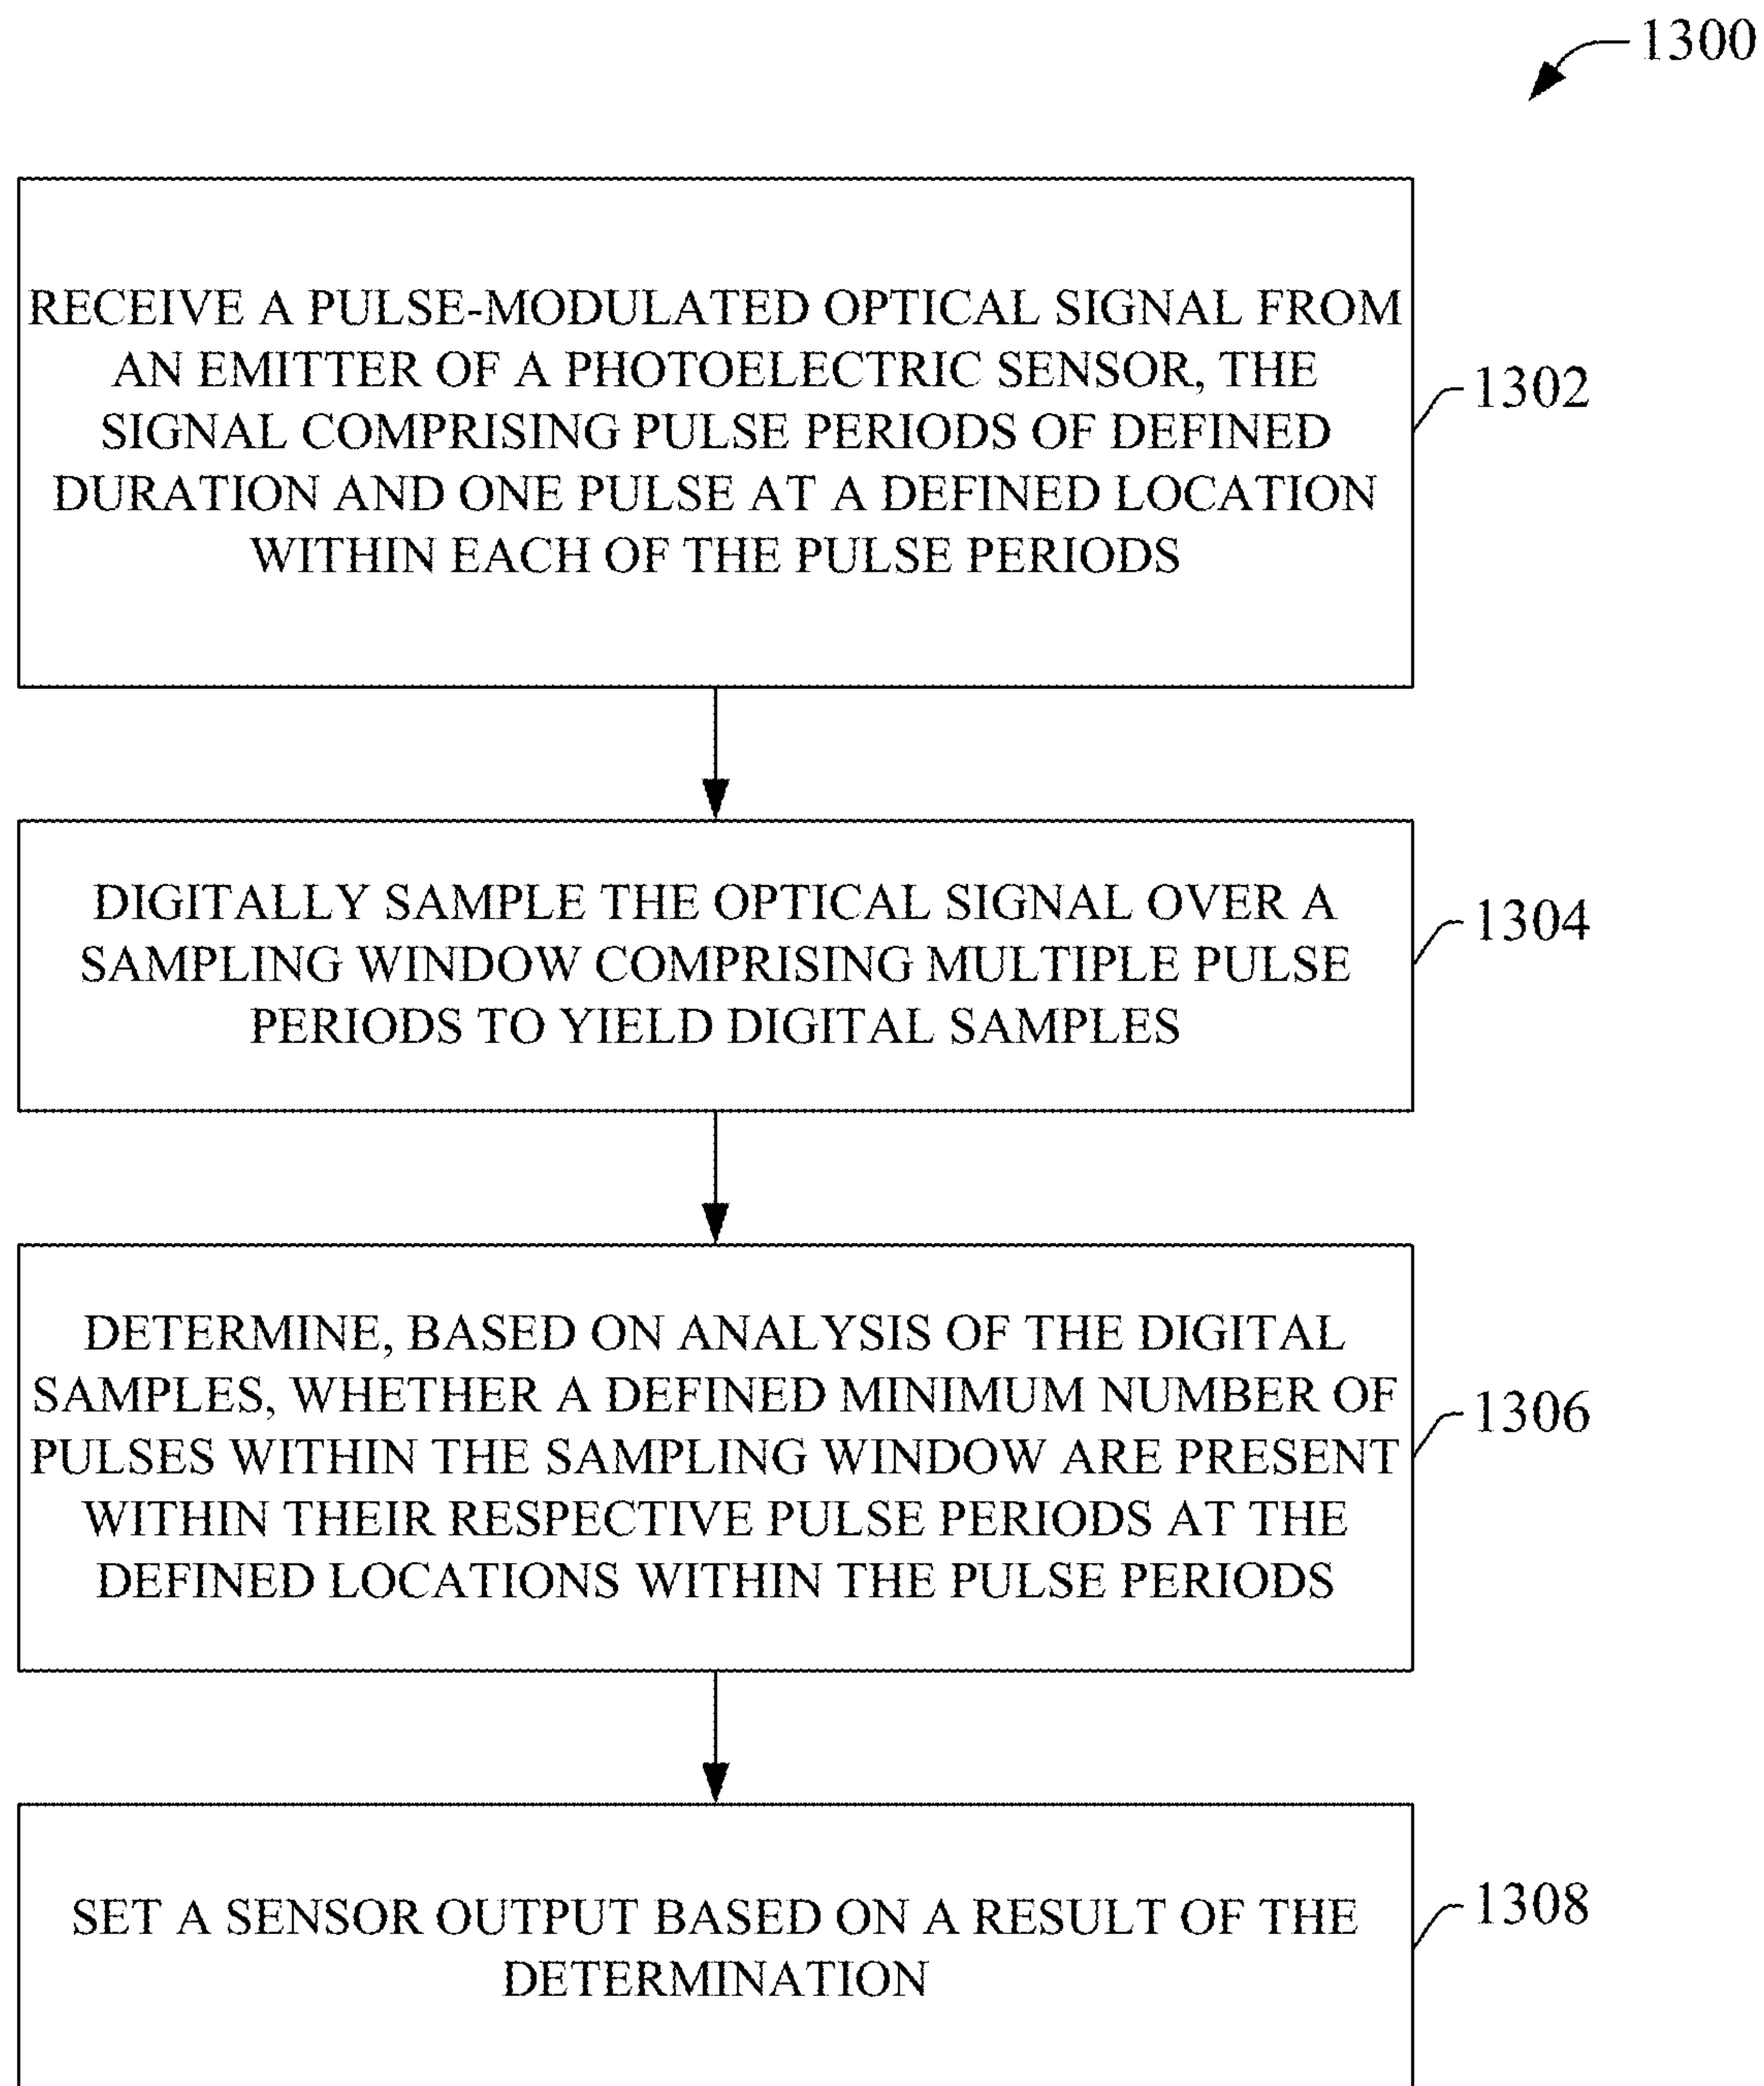 1300
RECEIVE A PULSE-MODULATED OPTICAL SIGNAL FROM
AN EMITTER OF A PHOTOELECTRIC SENSOR, THE
SIGNAL COMPRISING PULSE PERIODS OF DEFINED
DURATION AND ONE PULSE AT A DEFINED LOCATION
WITHIN EACH OF THE PULSE PERIODS
1302
DIGITALLY SAMPLE THE OPTICAL SIGNAL OVER A
SAMPLING WINDOW COMPRISING MULTIPLE PULSE
PERIODS TO YIELD DIGITAL SAMPLES
1304
DETERMINE, BASED ON ANALYSIS OF THE DIGITAL
SAMPLES, WHETHER A DEFINED MINIMUM NUMBER OF
PULSES WITHIN THE SAMPLING WINDOW ARE PRESENT
WITHIN THEIR RESPECTIVE PULSE PERIODS AT THE
DEFINED LOCATIONS WITHIN THE PULSE PERIODS
1306
SET A SENSOR OUTPUT BASED ON A RESULT OF THE
DETERMINATION
1308